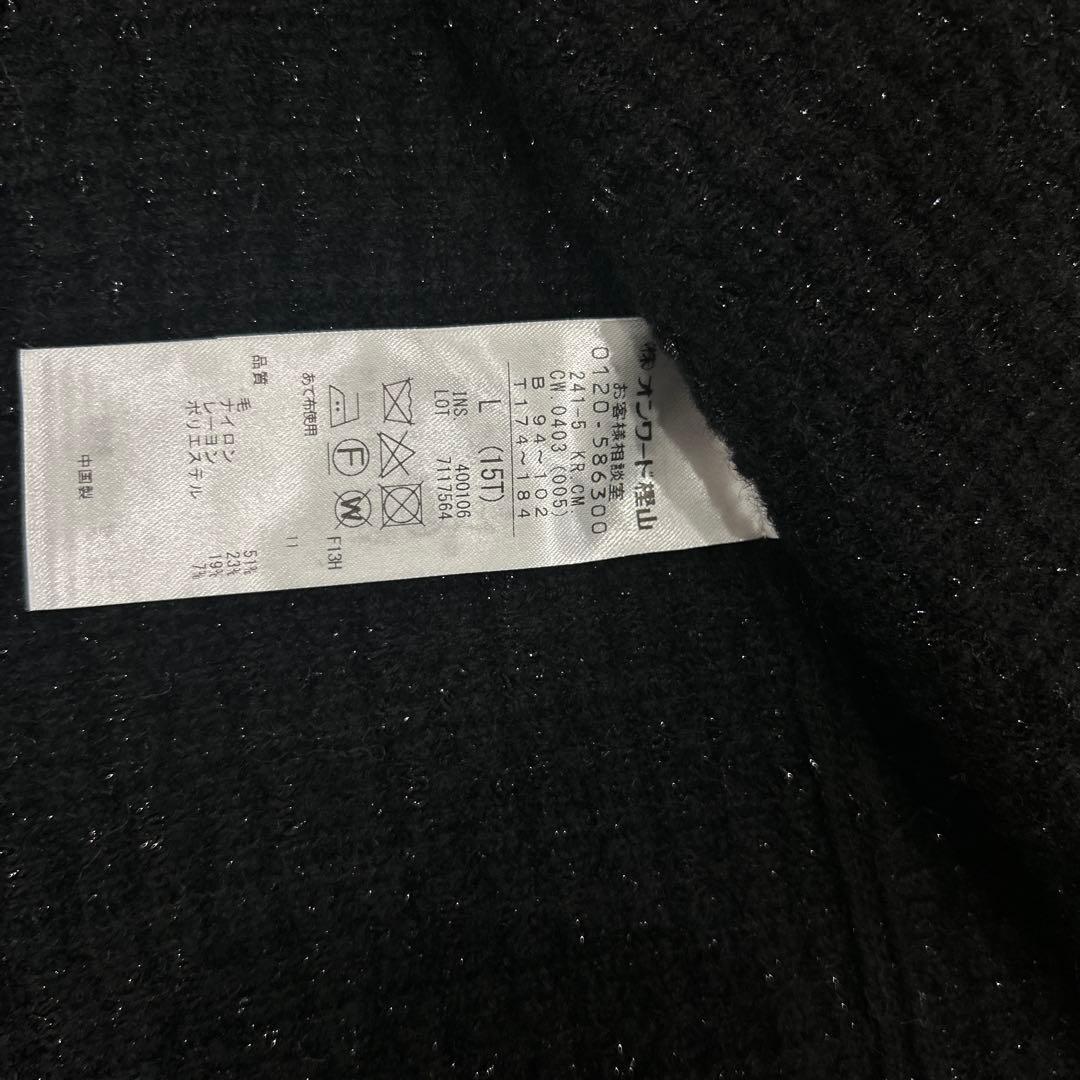 ㈱オンワード樫山
お客様相談室
0120-586300
241-5 KR.CM
CW.0403 (005)
B 94~102
T174~184
L (15T)
INS 400106
LOT 7117564
F
W
あて布使用
F13H
11
品質
毛 51%
ナイロン 23%
レーヨン 19%
ポリエステル 7%
中国製